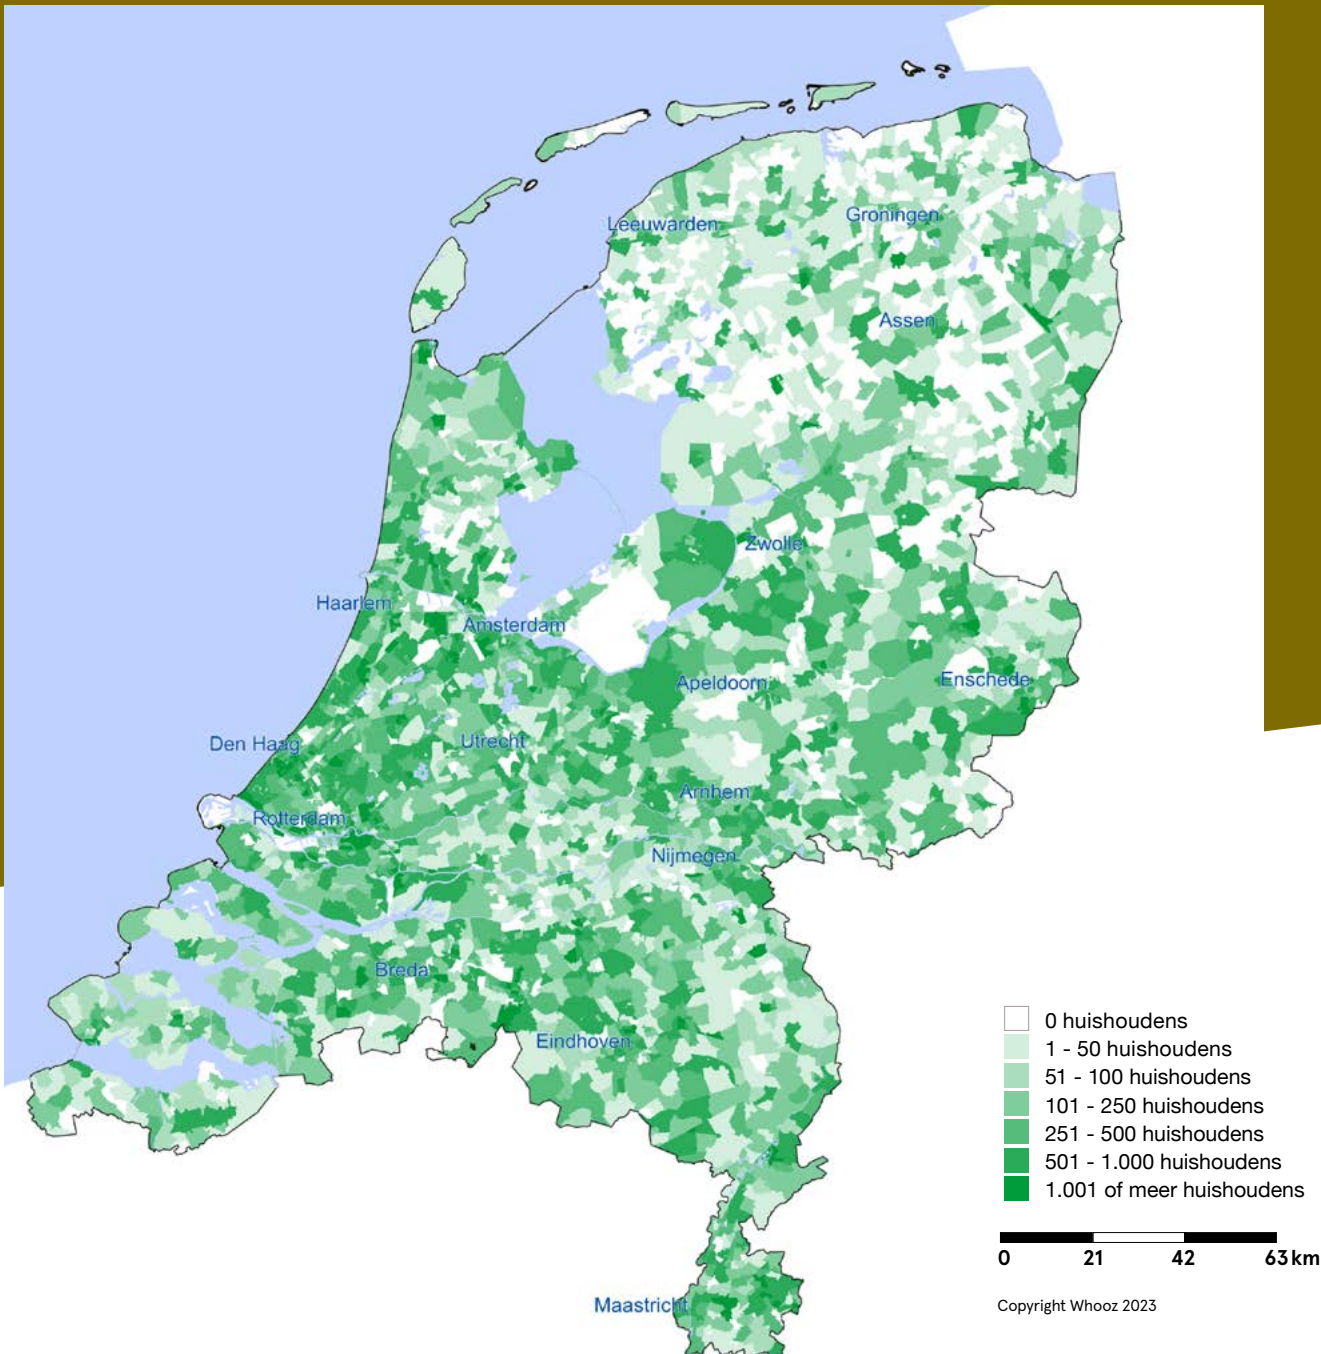 Leeuwarden
Groningen
Assen
Zwolle
Haarlem
Amsterdam
Apeldoorn
Enschede
Den Haag
Utrecht
Arnhem
Rotterdam
Nijmegen
Breda
Eindhoven
Maastricht
0 huishoudens
1 - 50 huishoudens
51 - 100 huishoudens
101 - 250 huishoudens
251 - 500 huishoudens
501 - 1.000 huishoudens
1.001 of meer huishoudens
0 21 42 63 km
Copyright Whooz 2023